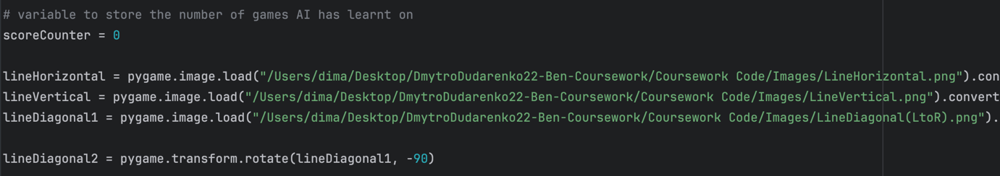 # variable to store the number of games AI has learnt on
scoreCounter = 0
lineHorizontal = pygame.image.load("/Users/dima/Desktop/DmytroDudarenko22-Ben-Coursework/Coursework Code/Images/LineHorizontal.png").con
lineVertical = pygame.image.load("/Users/dima/Desktop/DmytroDudarenko22-Ben-Coursework/Coursework Code/Images/LineVertical.png").convert
lineDiagonal1 = pygame.image.load("/Users/dima/Desktop/DmytroDudarenko22-Ben-Coursework/Coursework Code/Images/LineDiagonal(LtoR).png").
lineDiagonal2 = pygame.transform.rotate(lineDiagonal1, -90)